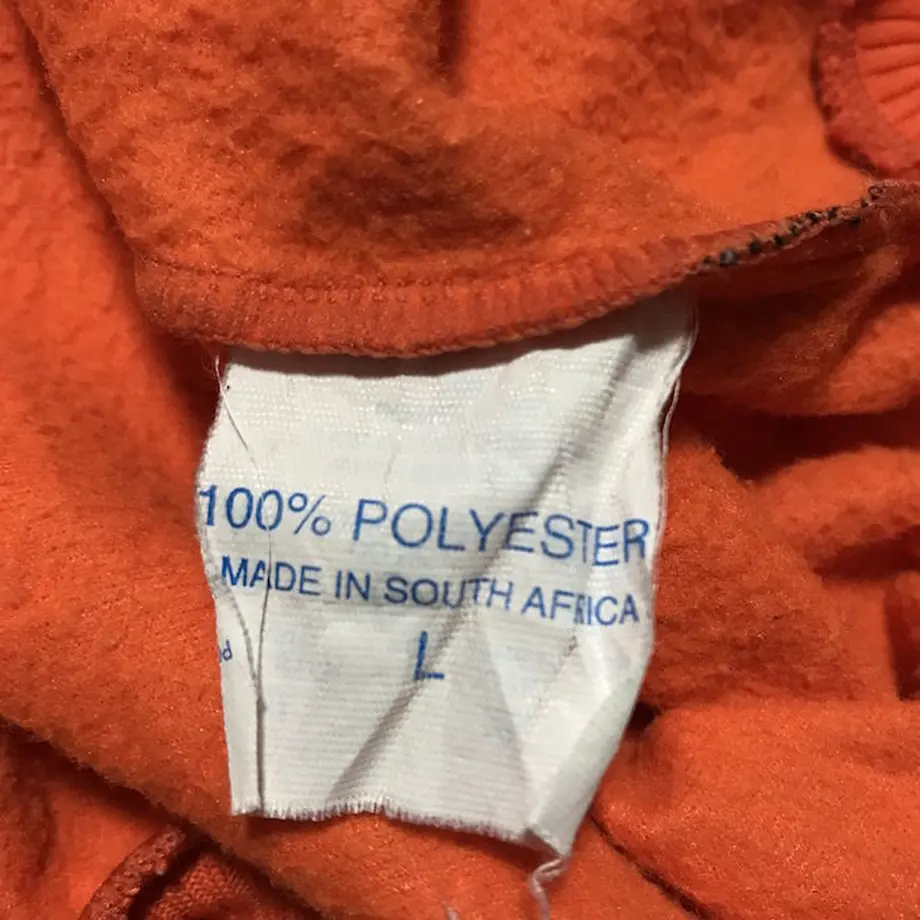 100% POLYESTER
MADE IN SOUTH AFRICA
L